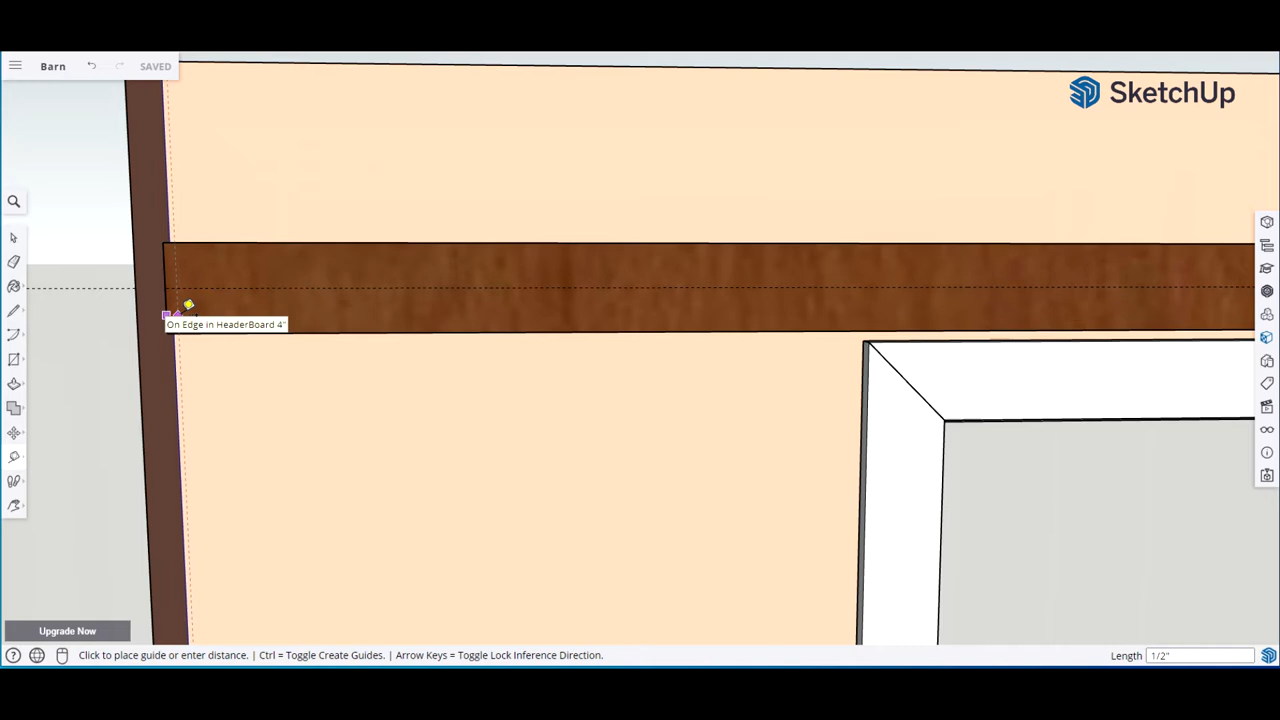 Barn
SAVED
SketchUp
On Edge in HeaderBoard 4"
Upgrade Now
Click to place guide or enter distance. | Ctrl = Toggle Create Guides. | Arrow Keys = Toggle Lock Inference Direction.
Length 1/2"